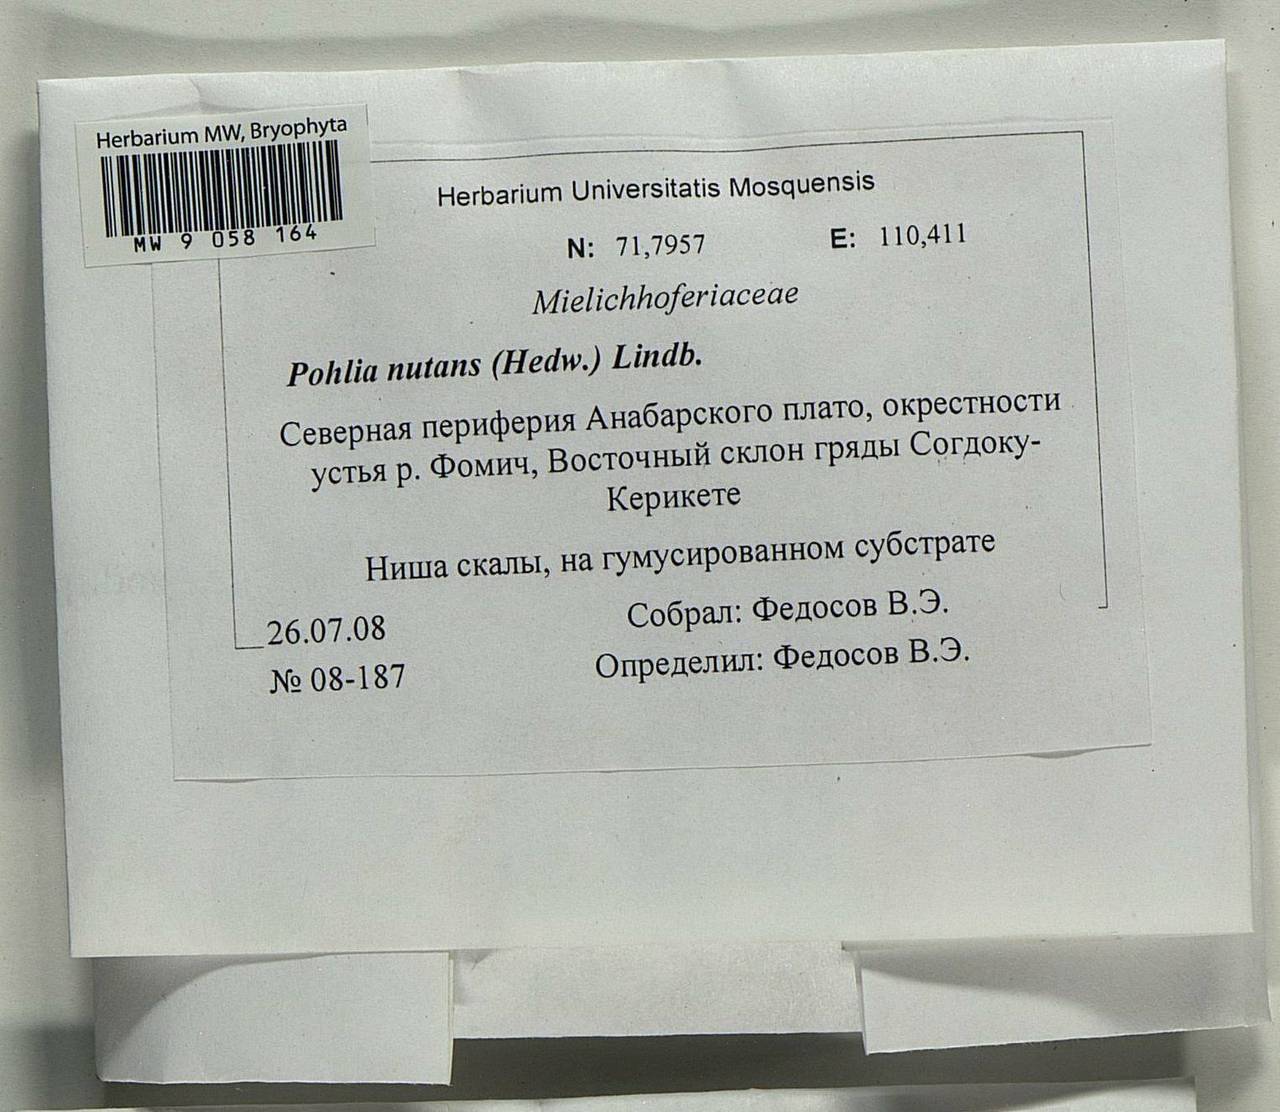 Herbarium MW, Bryophyta
MW 9 058 164
Herbarium Universitatis Mosquensis
N: 71,7957 E: 110,411
Mielichhoferiaceae
Pohlia nutans (Hedw.) Lindb.
Северная периферия Анабарского плато, окрестности
устья р. Фомич, Восточный склон гряды Согдоку-
Керикете
Ниша скалы, на гумусированном субстрате
26.07.08 Собрал: Федосов В.Э.
№ 08-187 Определил: Федосов В.Э.